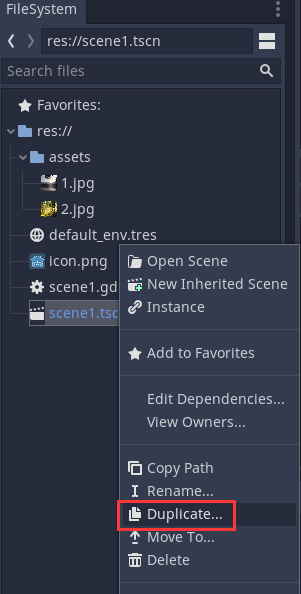 FileSystem
res://scene1.tscn
Search files
Favorites:
res://
assets
1.jpg
2.jpg
default_env.tres
icon.png
scene1.gd
scene1.tsc
Open Scene
New Inherited Scene
Instance
Add to Favorites
Edit Dependencies...
View Owners...
Copy Path
Rename...
Duplicate...
Move To...
Delete